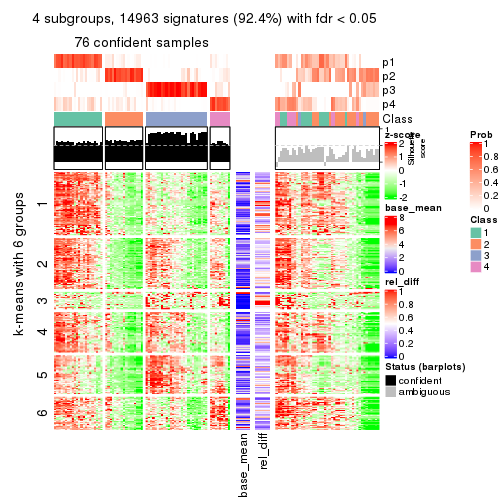 4 subgroups, 14963 signatures (92.4%) with fdr < 0.05
76 confident samples
p1
p2
p3
p4
Class
z-score
2
1
0
-1
-2
1
Silhouette
score
Prob
1
0.8
0.6
0.4
0.2
0
k-means with 6 groups
1
2
3
4
5
6
base_mean
8
6
4
2
0
Class
1
2
3
4
rel_diff
1
0.8
0.6
0.4
0.2
0
Status (barplots)
confident
ambiguous
base_mean
rel_diff